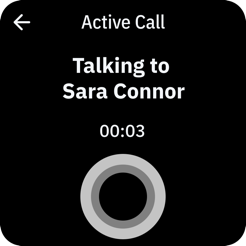 Active Call
Talking to
Sara Connor
00:03